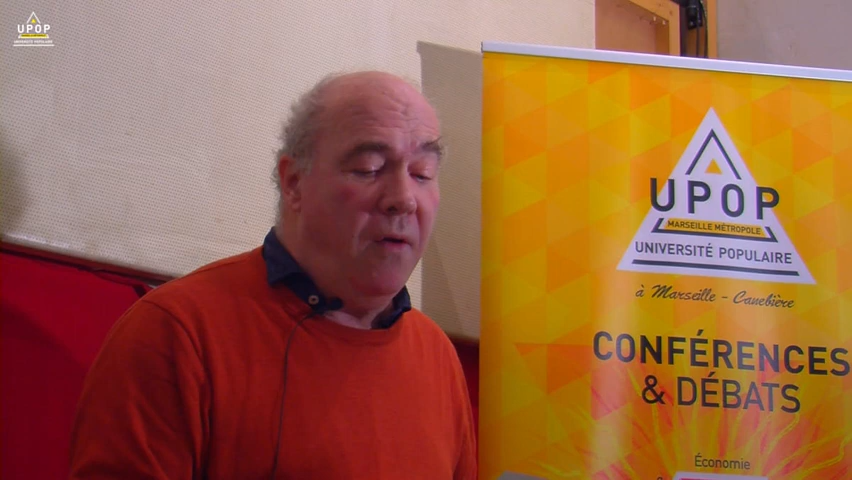 UPOP
UNIVERSITÉ POPULAIRE
UPOP
MARSEILLE MÉTROPOLE
UNIVERSITÉ POPULAIRE
à Marseille - Canebière
CONFÉRENCES
& DÉBATS
Économie